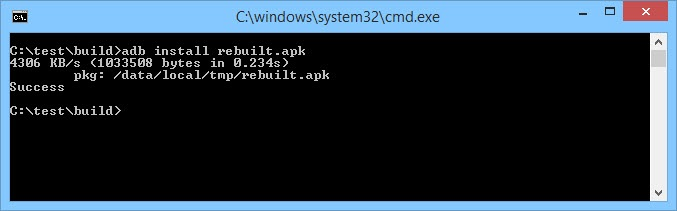 C:\windows\system32\cmd.exe
C:\test\build>adb install rebuilt.apk
4306 KB/s (1033508 bytes in 0.234s)
pkg: /data/local/tmp/rebuilt.apk
Success
C:\test\build>